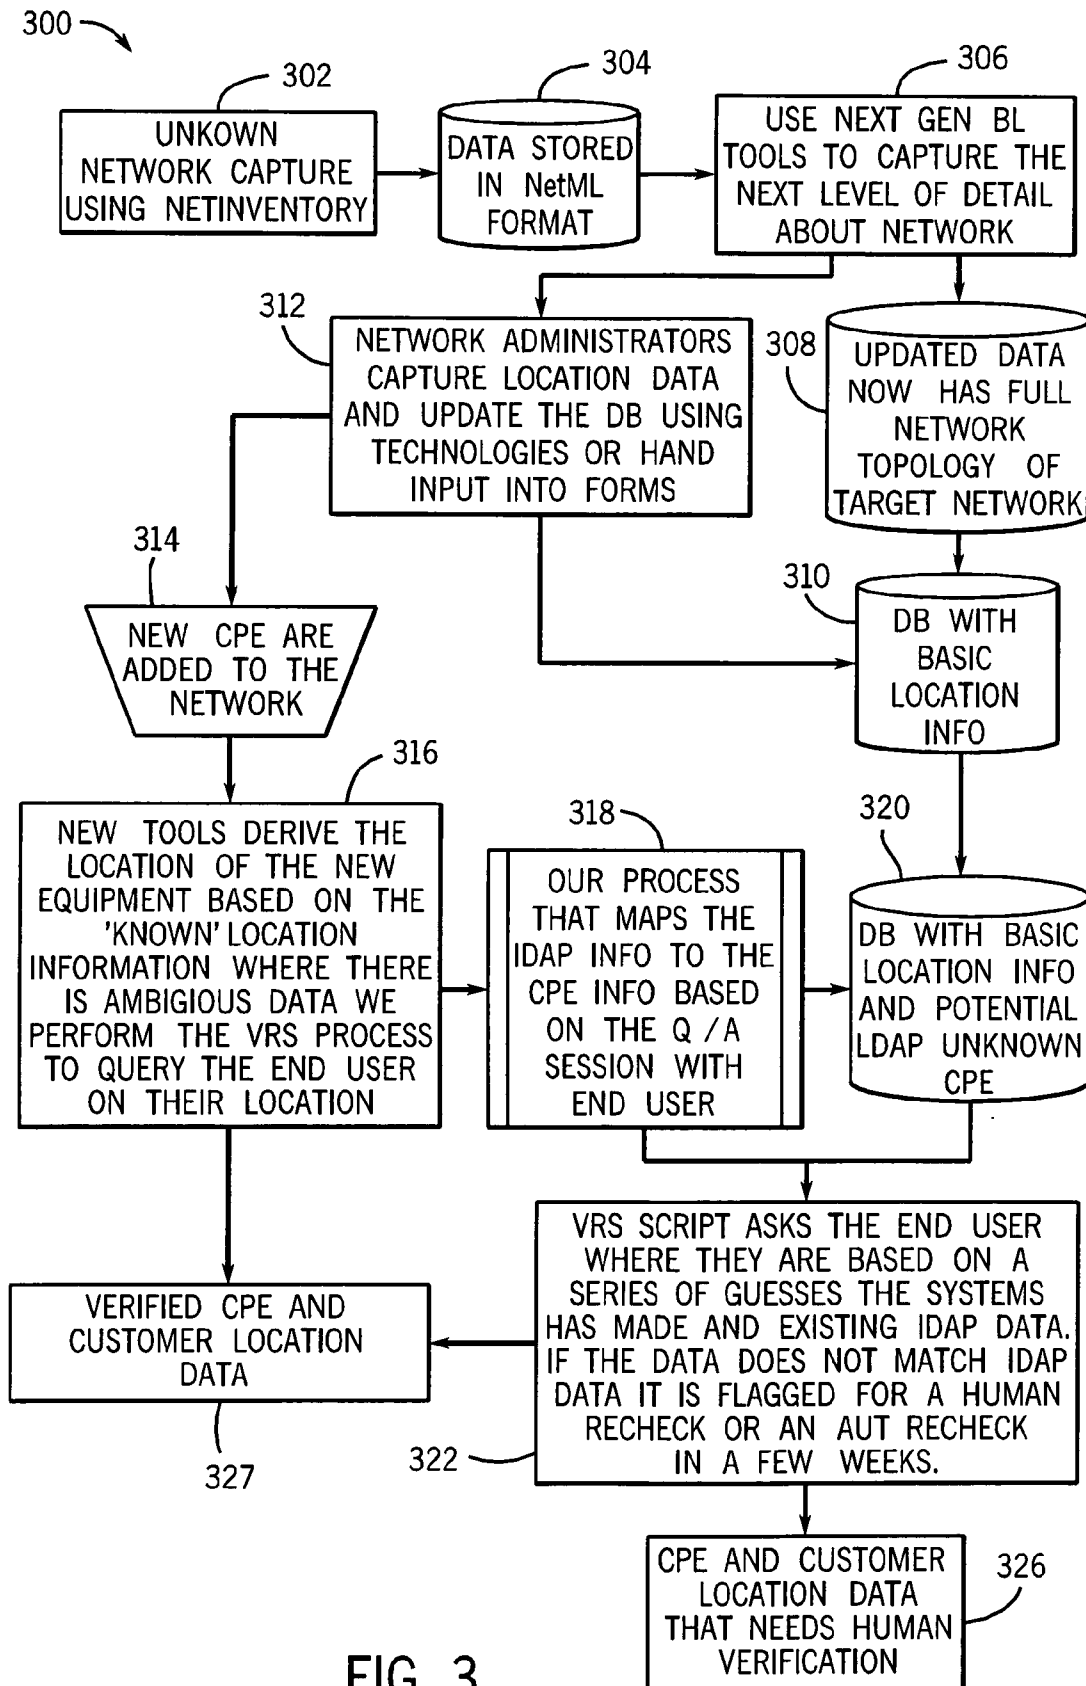 300
302
UNKOWN
NETWORK CAPTURE
USING NETINVENTORY
304
DATA STORED
IN NetML
FORMAT
306
USE NEXT GEN BL
TOOLS TO CAPTURE THE
NEXT LEVEL OF DETAIL
ABOUT NETWORK
312
NETWORK ADMINISTRATORS
CAPTURE LOCATION DATA
AND UPDATE THE DB USING
TECHNOLOGIES OR HAND
INPUT INTO FORMS
308
UPDATED DATA
NOW HAS FULL
NETWORK
TOPOLOGY OF
TARGET NETWORK
314
NEW CPE ARE
ADDED TO THE
NETWORK
310
DB WITH
BASIC
LOCATION
INFO
316
NEW TOOLS DERIVE THE
LOCATION OF THE NEW
EQUIPMENT BASED ON THE
'KNOWN' LOCATION
INFORMATION WHERE THERE
IS AMBIGIOUS DATA WE
PERFORM THE VRS PROCESS
TO QUERY THE END USER
ON THEIR LOCATION
318
OUR PROCESS
THAT MAPS THE
IDAP INFO TO THE
CPE INFO BASED
ON THE Q / A
SESSION WITH
END USER
320
DB WITH BASIC
LOCATION INFO
AND POTENTIAL
LDAP UNKNOWN
CPE
VERIFIED CPE AND
CUSTOMER LOCATION
DATA
327
VRS SCRIPT ASKS THE END USER
WHERE THEY ARE BASED ON A
SERIES OF GUESSES THE SYSTEMS
HAS MADE AND EXISTING IDAP DATA.
IF THE DATA DOES NOT MATCH IDAP
DATA IT IS FLAGGED FOR A HUMAN
RECHECK OR AN AUT RECHECK
IN A FEW WEEKS.
322
CPE AND CUSTOMER
LOCATION DATA
THAT NEEDS HUMAN
VERIFICATION
326
FIG. 3